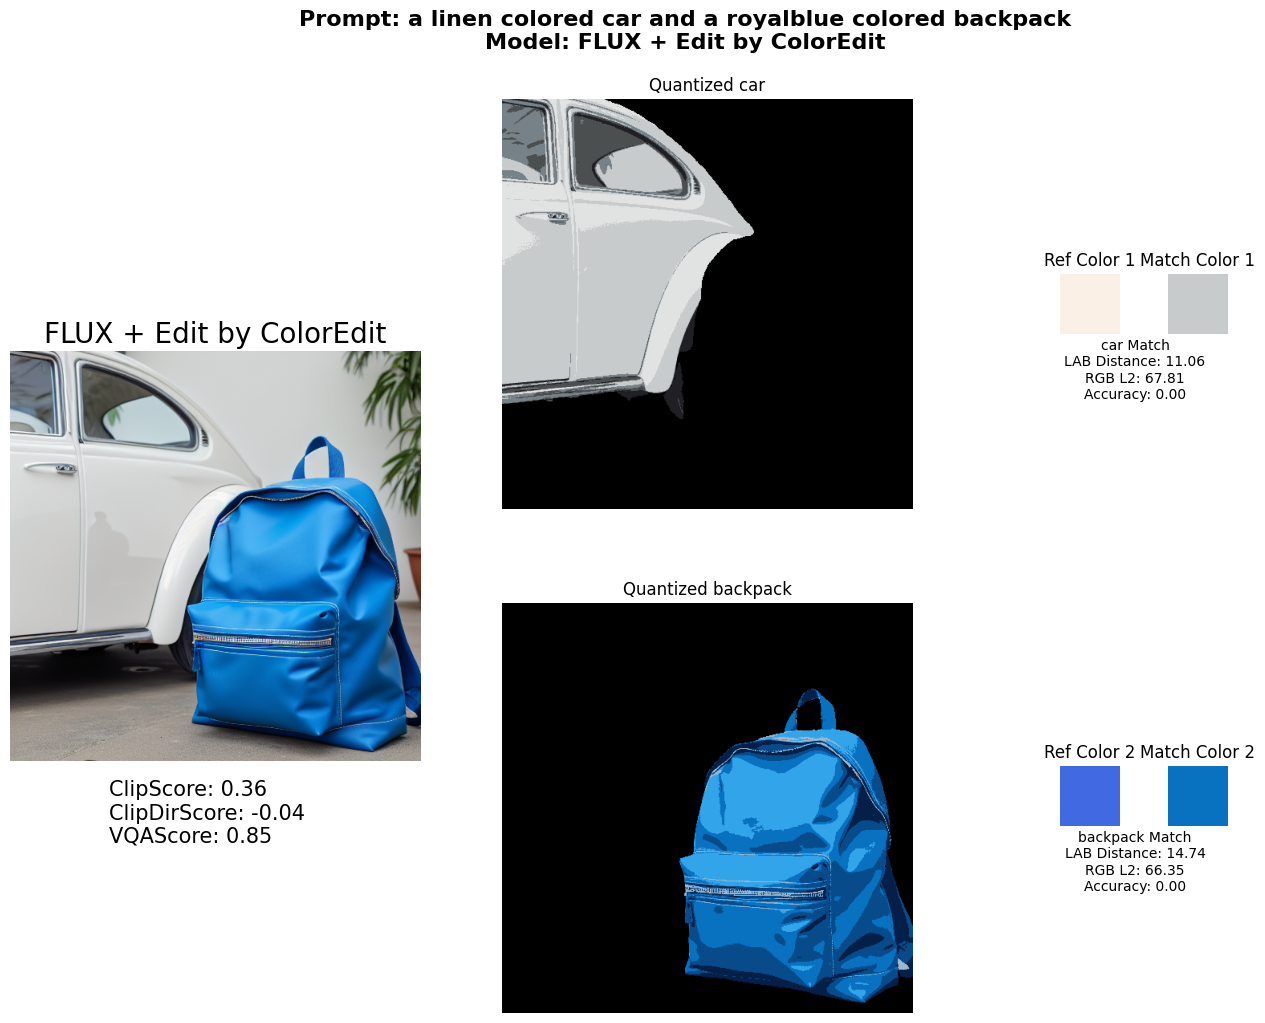 Prompt: a linen colored car and a royalblue colored backpack
Model: FLUX + Edit by ColorEdit
Quantized car
Ref Color 1 Match Color 1
car Match
LAB Distance: 11.06
RGB L2: 67.81
Accuracy: 0.00
FLUX + Edit by ColorEdit
ClipScore: 0.36
ClipDirScore: -0.04
VQAScore: 0.85
Quantized backpack
Ref Color 2 Match Color 2
backpack Match
LAB Distance: 14.74
RGB L2: 66.35
Accuracy: 0.00